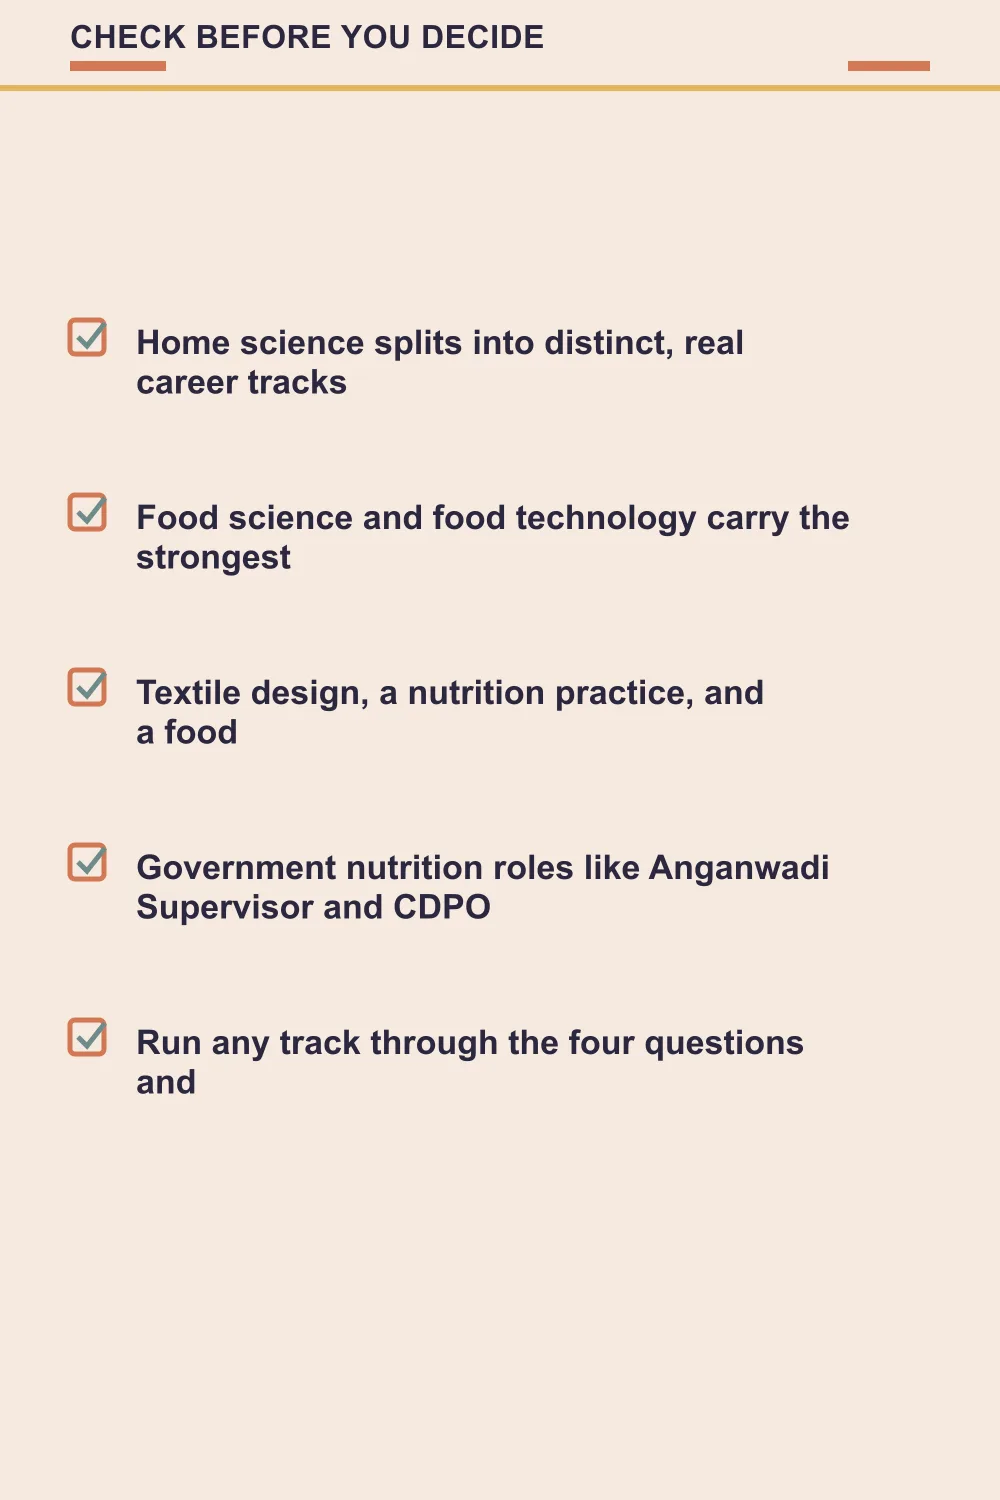 CHECK BEFORE YOU DECIDE
Home science splits into distinct, real
career tracks
Food science and food technology carry the
strongest
Textile design, a nutrition practice, and
a food
Government nutrition roles like Anganwadi
Supervisor and CDPO
Run any track through the four questions
and